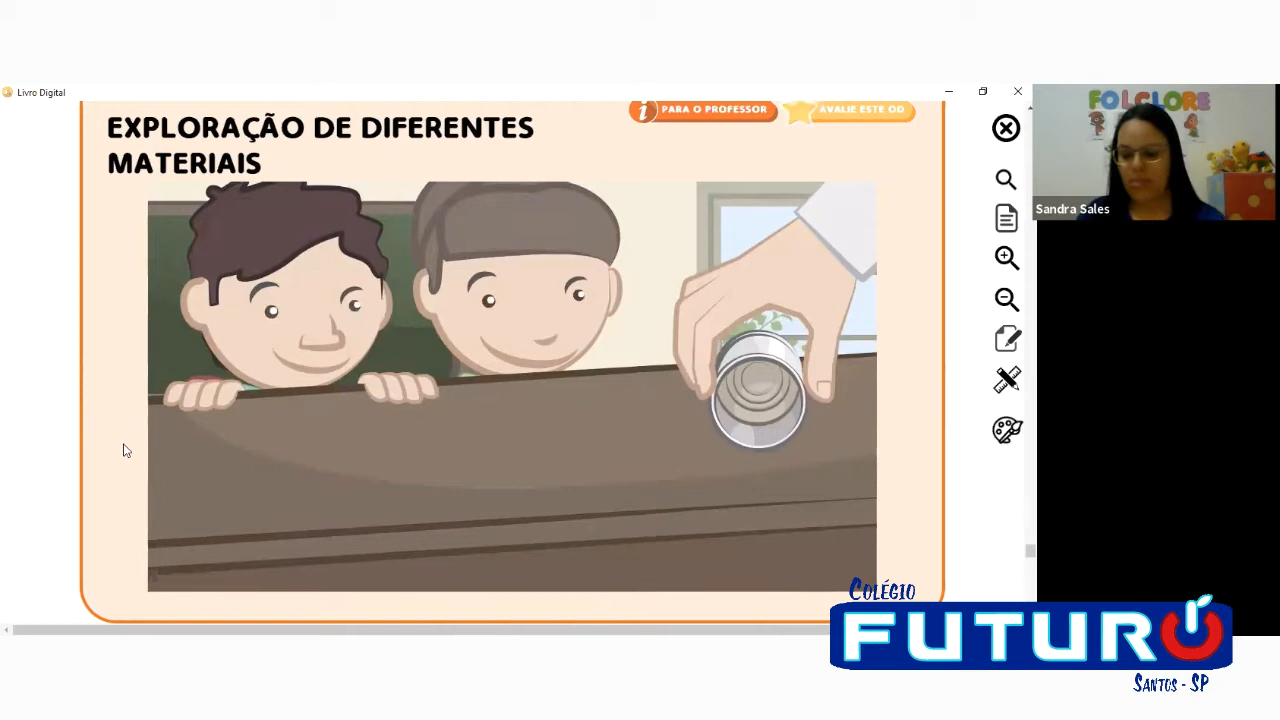 Livro Digital
PARA O PROFESSOR
AVALIE ESTE OD
EXPLORAÇÃO DE DIFERENTES
MATERIAIS
FOLCLORE
Sandra Sales
COLÉGIO
FUTURO
SANTOS - SP